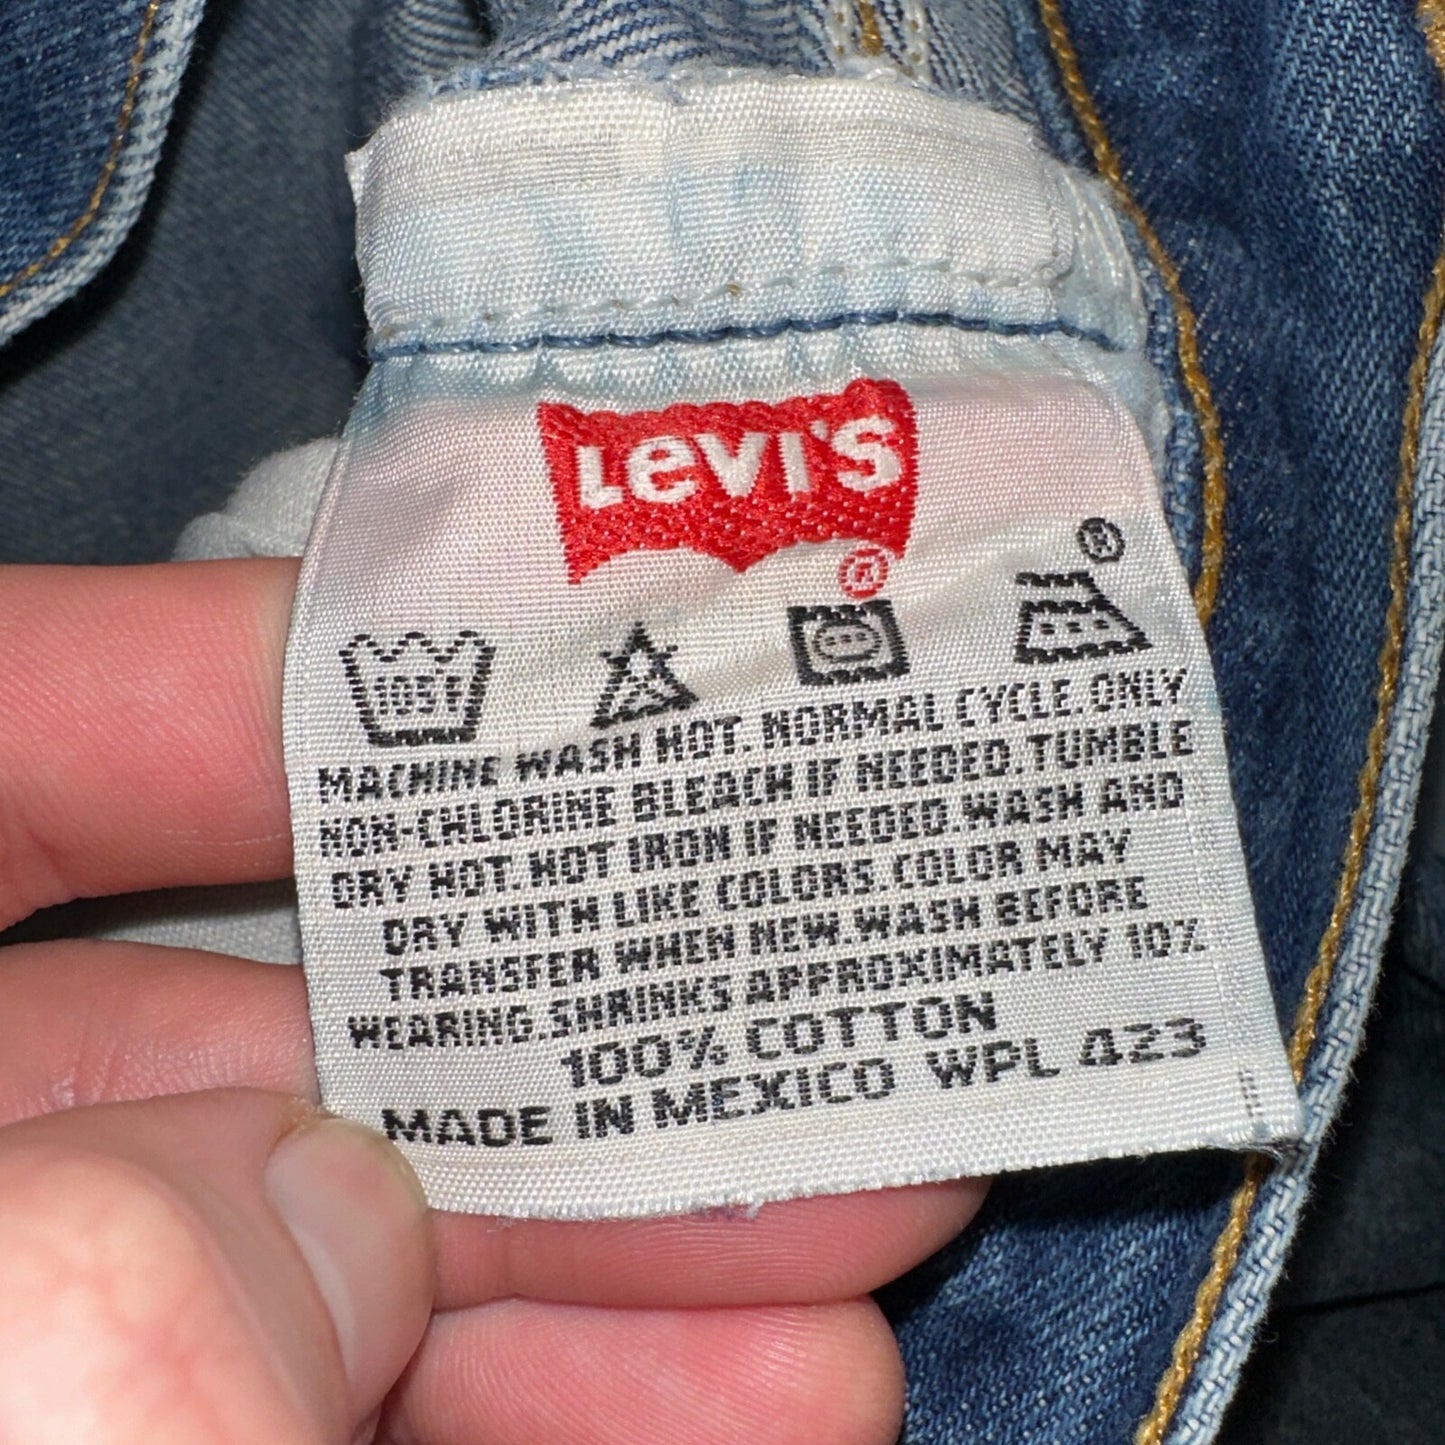 LEVI'S
®
®
105 F
MACHINE WASH HOT. NORMAL CYCLE. ONLY
NON-CHLORINE BLEACH IF NEEDED. TUMBLE
DRY HOT. HOT IRON IF NEEDED. WASH AND
DRY WITH LIKE COLORS. COLOR MAY
TRANSFER WHEN NEW. WASH BEFORE
WEARING. SHRINKS APPROXIMATELY 10%
100% COTTON
MADE IN MEXICO WPL 423